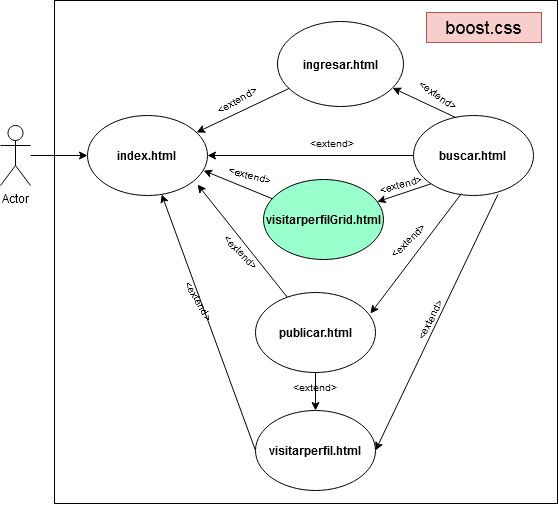 boost.css
ingresar.html
<extend>
<extend>
Actor
index.html
<extend>
buscar.html
<extend>
<extend>
visitarperfilGrid.html
<extend>
<extend>
<extend>
<extend>
publicar.html
<extend>
visitarperfil.html